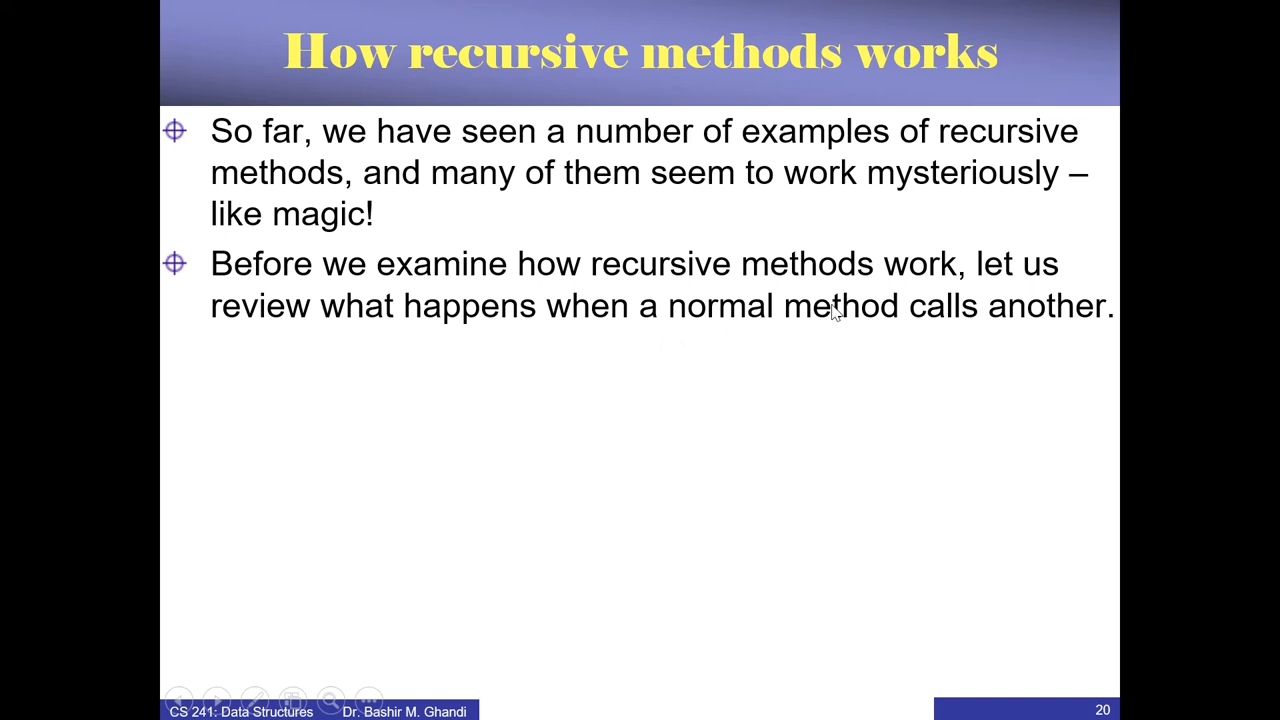 How recursive methods works
So far, we have seen a number of examples of recursive
methods, and many of them seem to work mysteriously –
like magic!
Before we examine how recursive methods work, let us
review what happens when a normal method calls another.
CS 241: Data Structures Dr. Bashir M. Ghandi 20